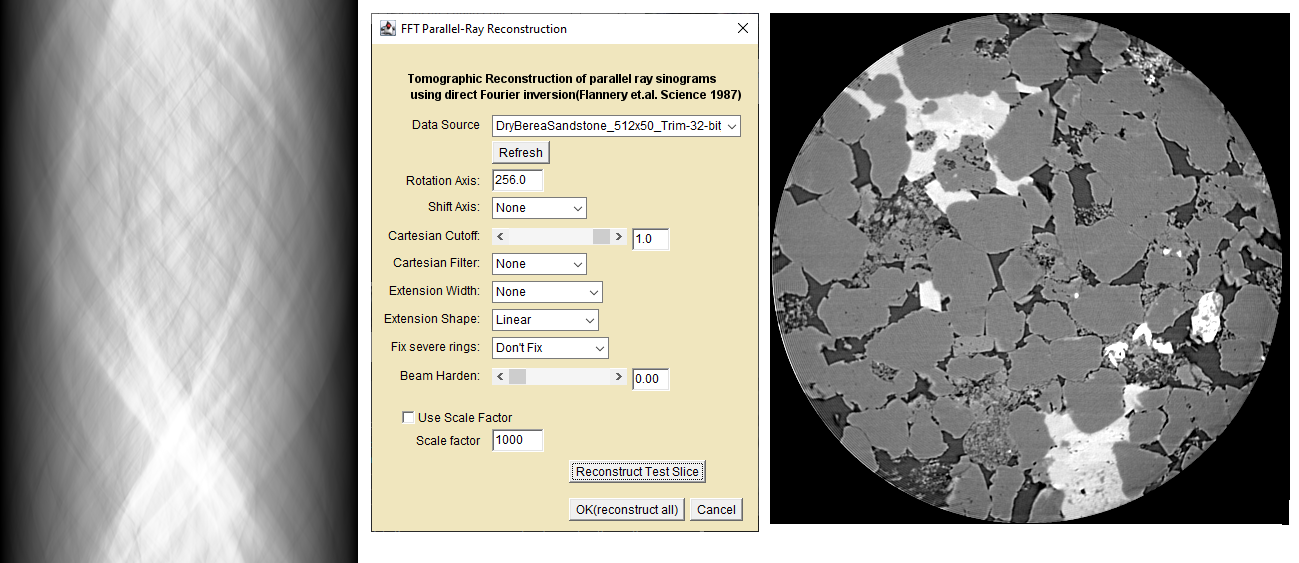 FFT Parallel-Ray Reconstruction
Tomographic Reconstruction of parallel ray sinograms
using direct Fourier inversion(Flannery et.al. Science 1987)
Data Source DryBereaSandstone_512x50_Trim-32-bit
Refresh
Rotation Axis: 256.0
Shift Axis: None
Cartesian Cutoff: 1.0
Cartesian Filter: None
Extension Width: None
Extension Shape: Linear
Fix severe rings: Don't Fix
Beam Harden: 0.00
Use Scale Factor
Scale factor 1000
Reconstruct Test Slice
OK(reconstruct all) Cancel